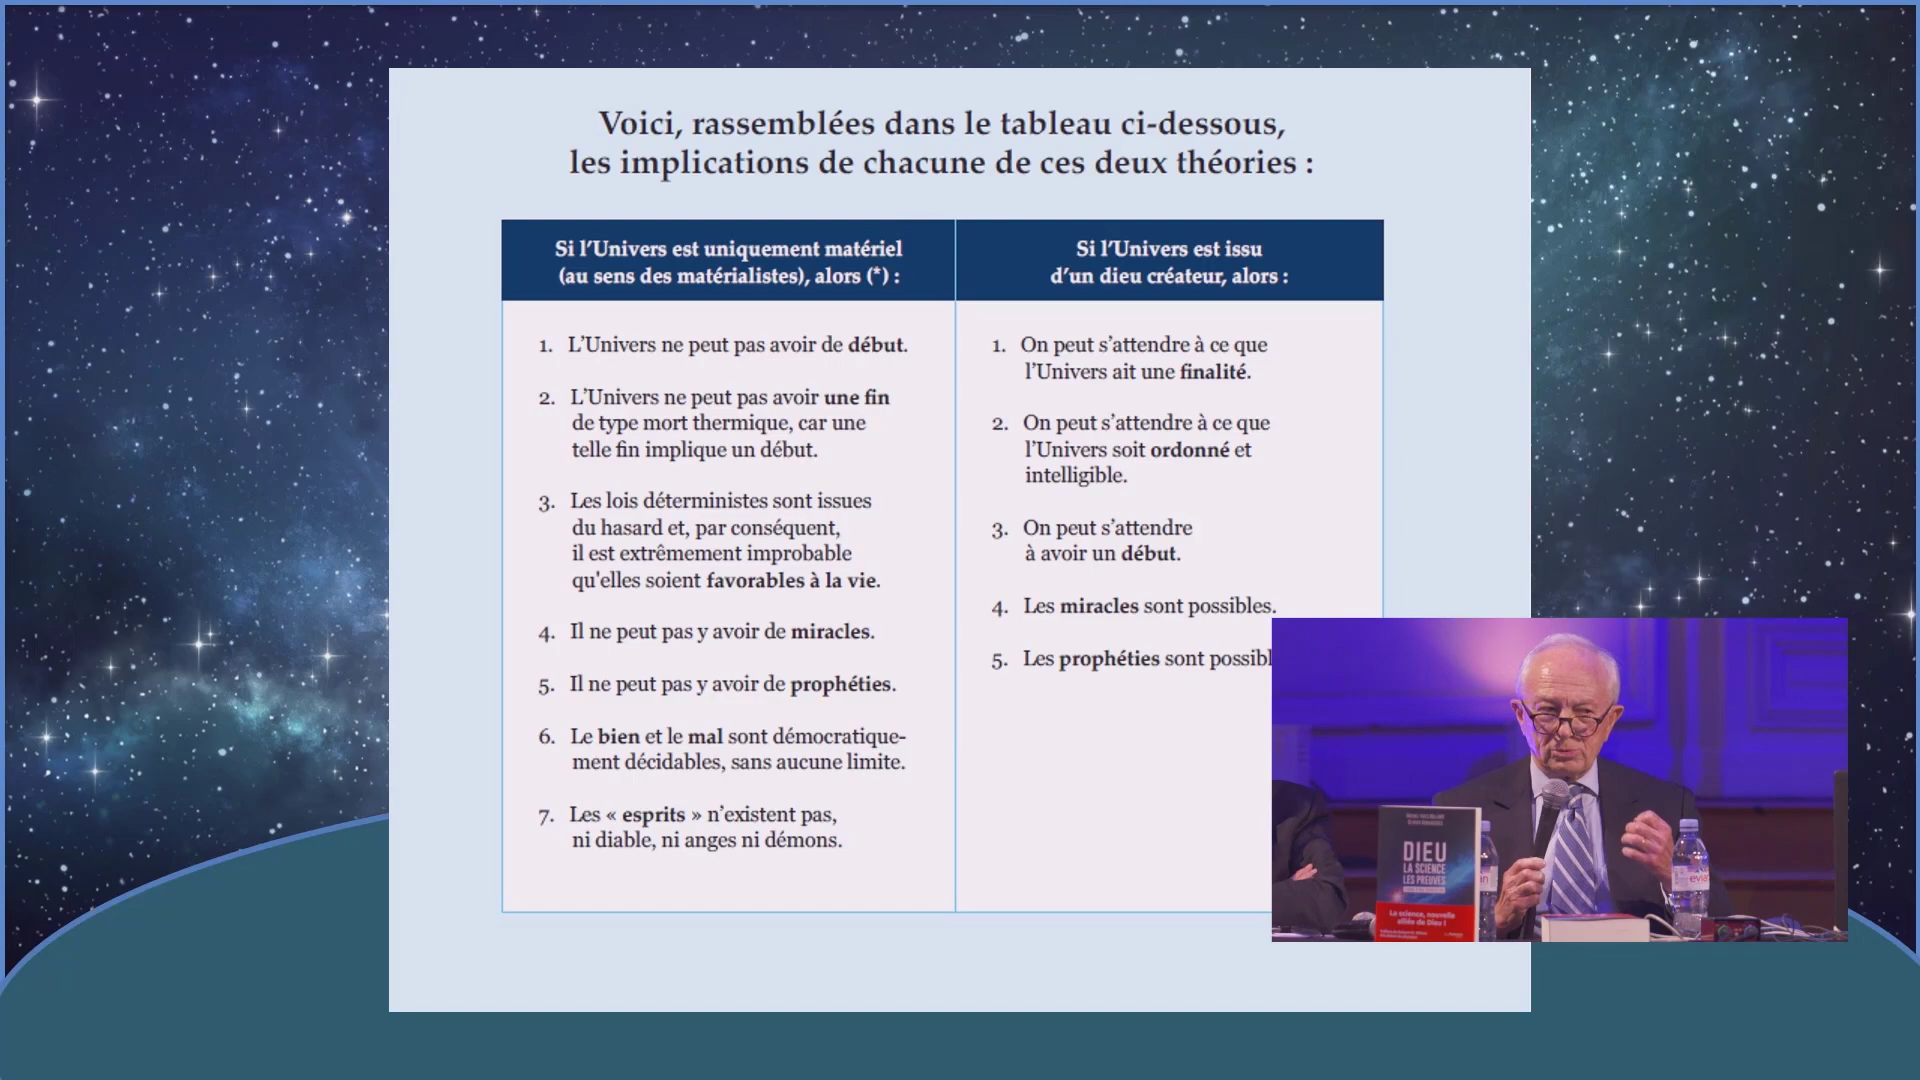 Voici, rassemblées dans le tableau ci-dessous,
les implications de chacune de ces deux théories :
Si l'Univers est uniquement matériel
(au sens des matérialistes), alors (*) :
1. L'Univers ne peut pas avoir de début.
2. L'Univers ne peut pas avoir une fin
de type mort thermique, car une
telle fin implique un début.
3. Les lois déterministes sont issues
du hasard et, par conséquent,
il est extrêmement improbable
qu'elles soient favorables à la vie.
4. Il ne peut pas y avoir de miracles.
5. Il ne peut pas y avoir de prophéties.
6. Le bien et le mal sont démocratique-
ment décidables, sans aucune limite.
7. Les « esprits » n'existent pas,
ni diable, ni anges ni démons.
Si l'Univers est issu
d'un dieu créateur, alors :
1. On peut s'attendre à ce que
l'Univers ait une finalité.
2. On peut s'attendre à ce que
l'Univers soit ordonné et
intelligible.
3. On peut s'attendre
à avoir un début.
4. Les miracles sont possibles.
5. Les prophéties sont possibl
DIEU
LA SCIENCE
LES PREUVES
La science, nouvelle
alliée de Dieu !
evian